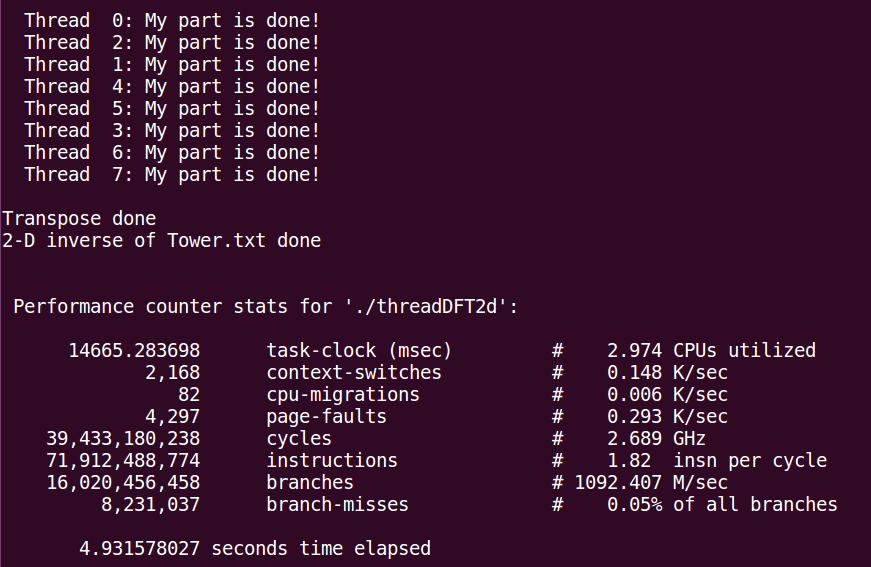 Thread  0: My part is done!
Thread  2: My part is done!
Thread  1: My part is done!
Thread  4: My part is done!
Thread  5: My part is done!
Thread  3: My part is done!
Thread  6: My part is done!
Thread  7: My part is done!
Transpose done
2-D inverse of Tower.txt done
Performance counter stats for './threadDFT2d':
14665.283698      task-clock (msec)         #    2.974 CPUs utilized
2,168      context-switches          #    0.148 K/sec
82      cpu-migrations            #    0.006 K/sec
4,297      page-faults               #    0.293 K/sec
39,433,180,238      cycles                    #    2.689 GHz
71,912,488,774      instructions              #    1.82  insn per cycle
16,020,456,458      branches                  # 1092.407 M/sec
8,231,037      branch-misses             #    0.05% of all branches
4.931578027 seconds time elapsed